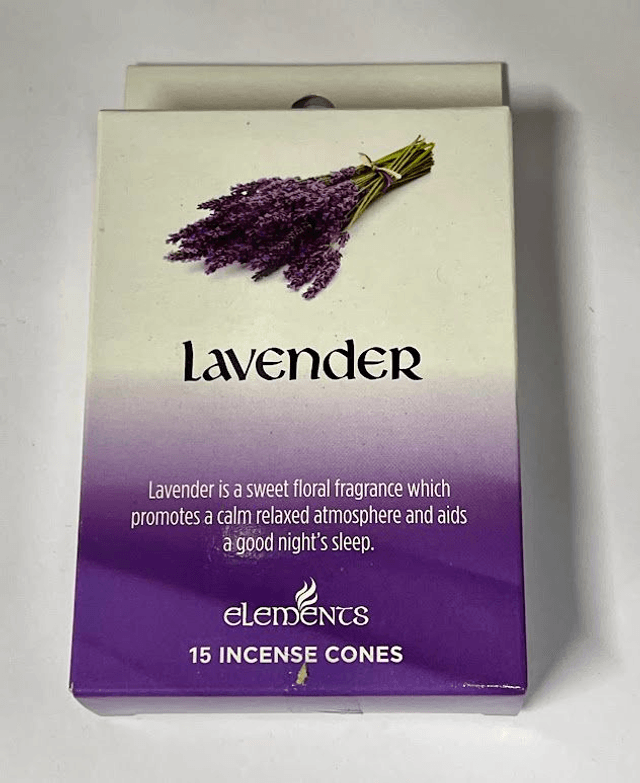 Lavender
Lavender is a sweet floral fragrance which
promotes a calm relaxed atmosphere and aids
a good night's sleep.
elements
15 INCENSE CONES